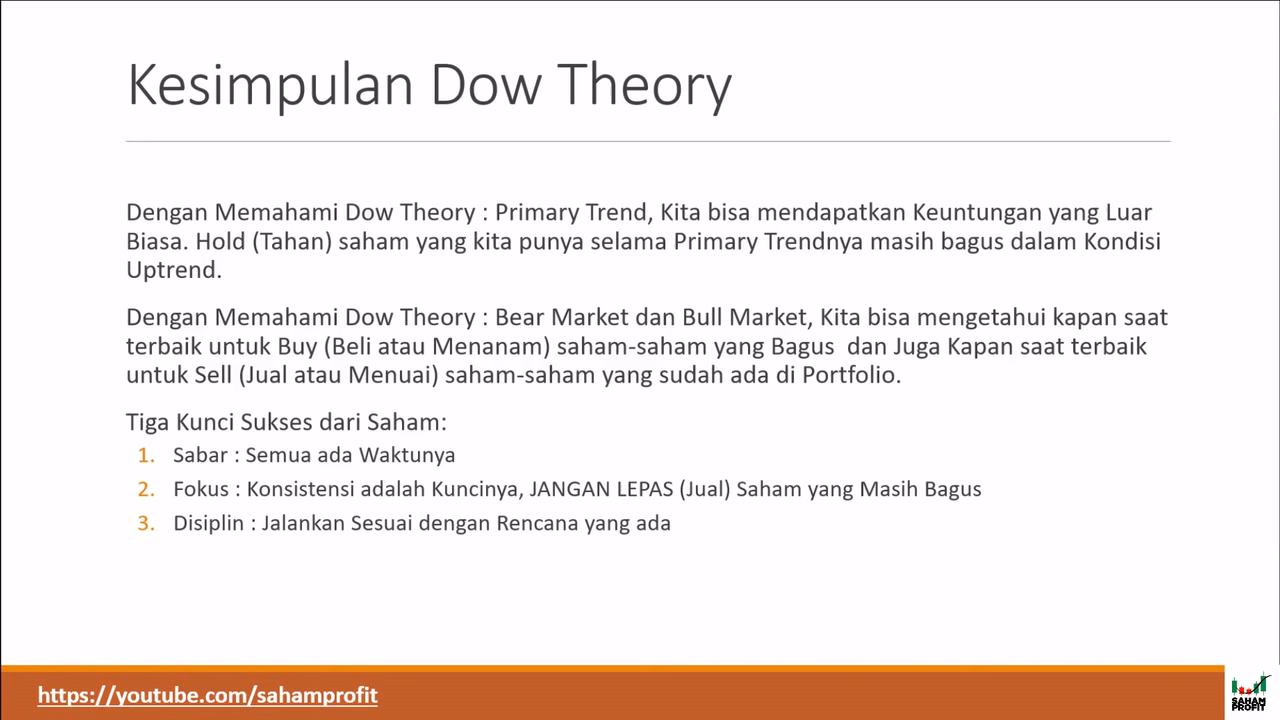 Kesimpulan Dow Theory
Dengan Memahami Dow Theory : Primary Trend, Kita bisa mendapatkan Keuntungan yang Luar
Biasa. Hold (Tahan) saham yang kita punya selama Primary Trendnya masih bagus dalam Kondisi
Uptrend.
Dengan Memahami Dow Theory : Bear Market dan Bull Market, Kita bisa mengetahui kapan saat
terbaik untuk Buy (Beli atau Menanam) saham-saham yang Bagus  dan Juga Kapan saat terbaik
untuk Sell (Jual atau Menuai) saham-saham yang sudah ada di Portfolio.
Tiga Kunci Sukses dari Saham:
1. Sabar : Semua ada Waktunya
2. Fokus : Konsistensi adalah Kuncinya, JANGAN LEPAS (Jual) Saham yang Masih Bagus
3. Disiplin : Jalankan Sesuai dengan Rencana yang ada
https://youtube.com/sahamprofit
SAHAM
PROFIT